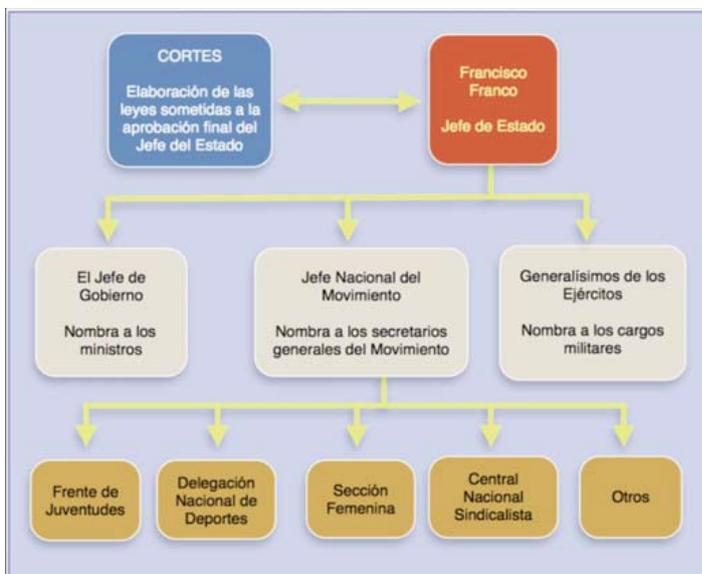 CORTES
Elaboración de las
leyes sometidas a la
aprobación final del
Jefe del Estado
Francisco
Franco
Jefe de Estado
El Jefe de
Gobierno
Nombra a los
ministros
Jefe Nacional del
Movimiento
Nombra a los secretarios
generales del Movimiento
Generalísimos de los
Ejércitos
Nombra a los cargos
militares
Frente de
Juventudes
Delegación
Nacional de
Deportes
Sección
Femenina
Central
Nacional
Sindicalista
Otros